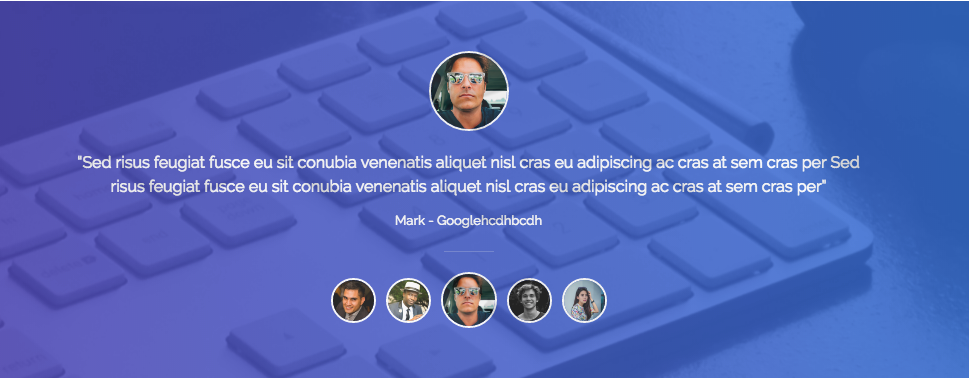 "Sed risus feugiat fusce eu sit conubia venenatis aliquet nisl cras eu adipiscing ac cras at sem cras per Sed
risus feugiat fusce eu sit conubia venenatis aliquet nisl cras eu adipiscing ac cras at sem cras per"
Mark - Googlehcdhbcdh